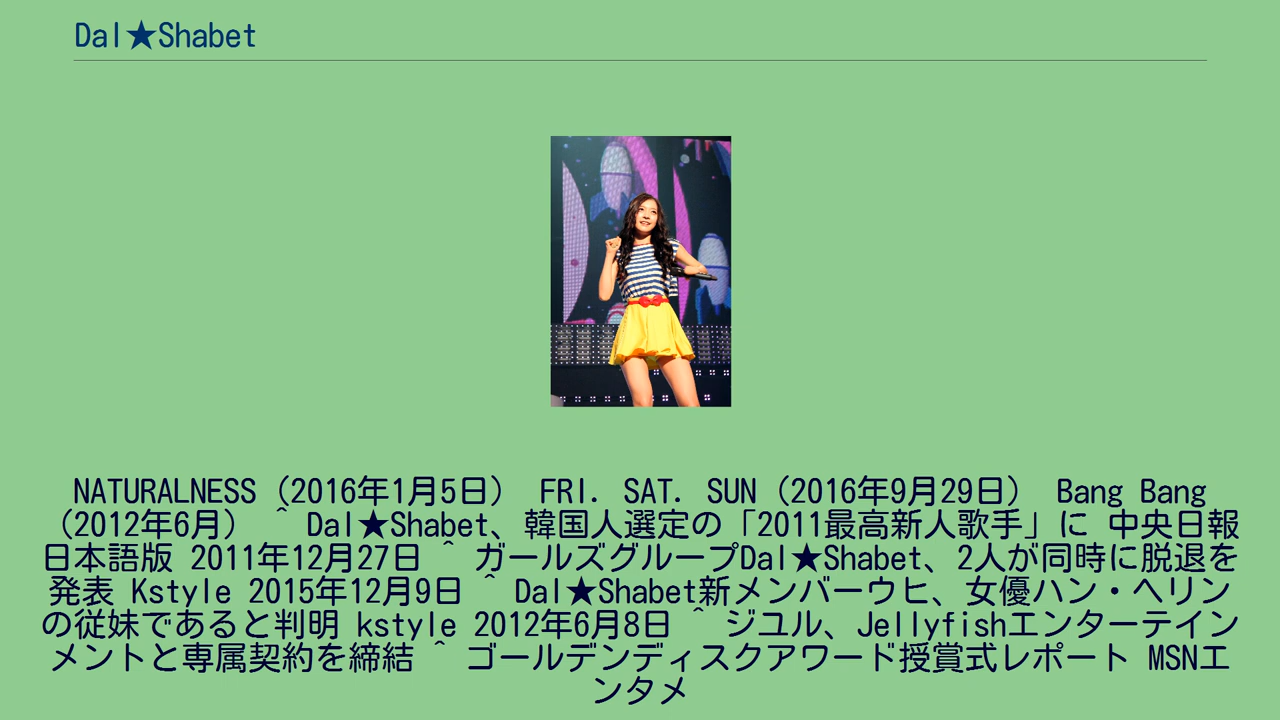 Dal★Shabet
NATURALNESS（2016年1月5日） FRI. SAT. SUN（2016年9月29日） Bang Bang
（2012年6月） ^ Dal★Shabet、韓国人選定の「2011最高新人歌手」に 中央日報
日本語版 2011年12月27日 ^ ガールズグループDal★Shabet、2人が同時に脱退を
発表 Kstyle 2015年12月9日 ^ Dal★Shabet新メンバーウヒ、女優ハン・ヘリン
の従妹であると判明 kstyle 2012年6月8日 ^ ジユル、Jellyfishエンターテイン
メントと専属契約を締結 ^ ゴールデンディスクアワード授賞式レポート MSNエ
ンタメ